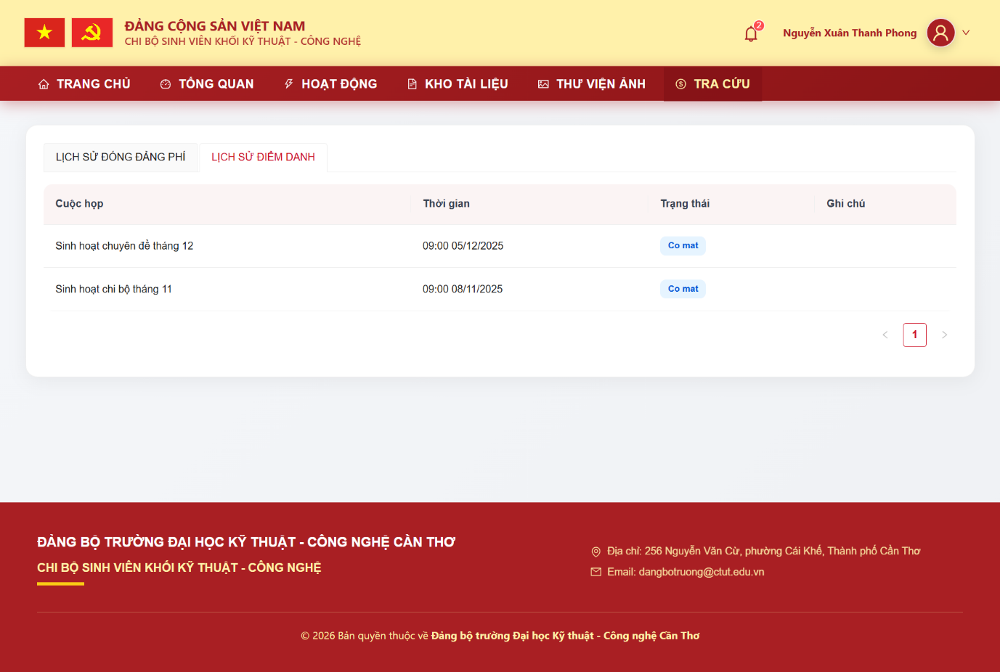 ĐẢNG CỘNG SẢN VIỆT NAM
CHI BỘ SINH VIÊN KHỐI KỸ THUẬT - CÔNG NGHỆ
2
Nguyễn Xuân Thanh Phong
TRANG CHỦ
TỔNG QUAN
HOẠT ĐỘNG
KHO TÀI LIỆU
THƯ VIỆN ẢNH
TRA CỨU
LỊCH SỬ ĐÓNG ĐẢNG PHÍ
LỊCH SỬ ĐIỂM DANH
Cuộc họp Thời gian Trạng thái Ghi chú
Sinh hoạt chuyên đề tháng 12 09:00 05/12/2025 Co mat
Sinh hoạt chi bộ tháng 11 09:00 08/11/2025 Co mat
< 1 >
ĐẢNG BỘ TRƯỜNG ĐẠI HỌC KỸ THUẬT - CÔNG NGHỆ CẦN THƠ
CHI BỘ SINH VIÊN KHỐI KỸ THUẬT - CÔNG NGHỆ
Địa chỉ: 256 Nguyễn Văn Cừ, phường Cái Khế, Thành phố Cần Thơ
Email: dangbotruong@ctut.edu.vn
© 2026 Bản quyền thuộc về Đảng bộ trường Đại học Kỹ thuật - Công nghệ Cần Thơ